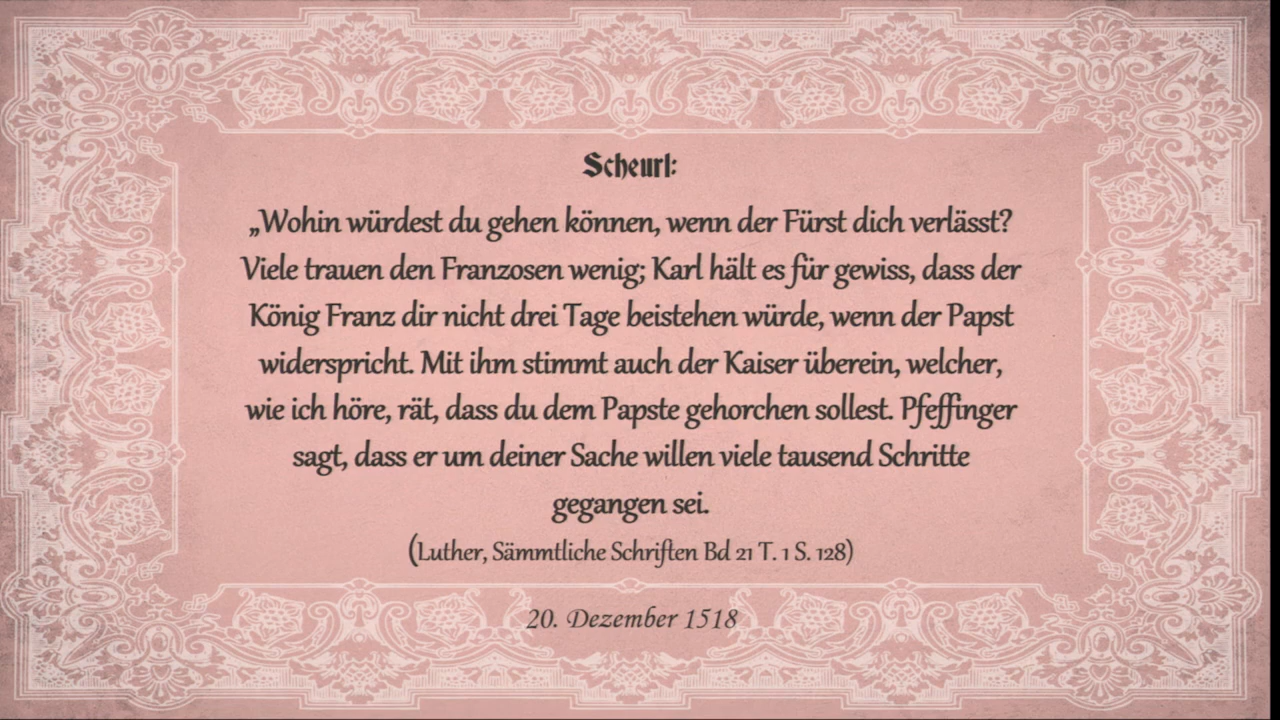 Scheurl:
„Wohin würdest du gehen können, wenn der Fürst dich verlässt?
Viele trauen den Franzosen wenig; Karl hält es für gewiss, dass der
König Franz dir nicht drei Tage beistehen würde, wenn der Papst
widerspricht. Mit ihm stimmt auch der Kaiser überein, welcher,
wie ich höre, rät, dass du dem Papste gehorchen sollest. Pfeffinger
sagt, dass er um deiner Sache willen viele tausend Schritte
gegangen sei.
(Luther, Sämmtliche Schriften Bd 21 T. 1 S. 128)
20. Dezember 1518